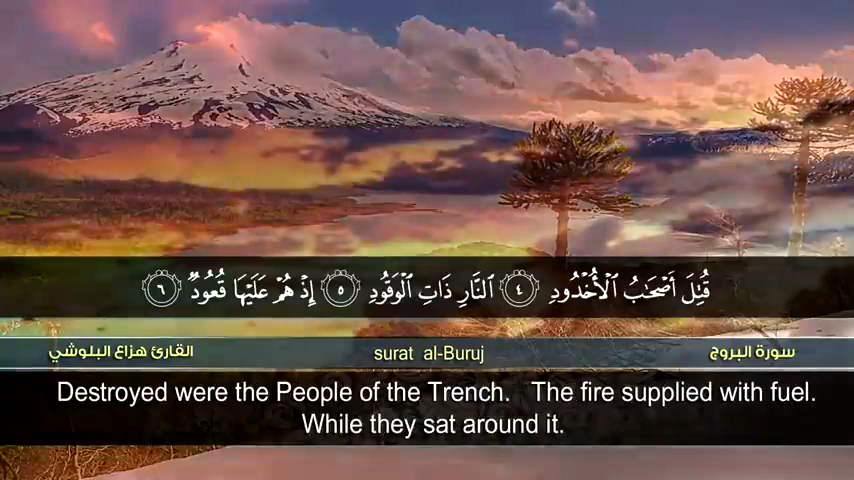 قُتِلَ أَصْحَٰبُ ٱلْأُخْدُودِ ٤ ٱلنَّارِ ذَاتِ ٱلْوَقُودِ ٥ إِذْ هُمْ عَلَيْهَا قُعُودٌ ٦
سورة البروج surat al-Buruj القارئ هزاع البلوشي
Destroyed were the People of the Trench. The fire supplied with fuel.
While they sat around it.